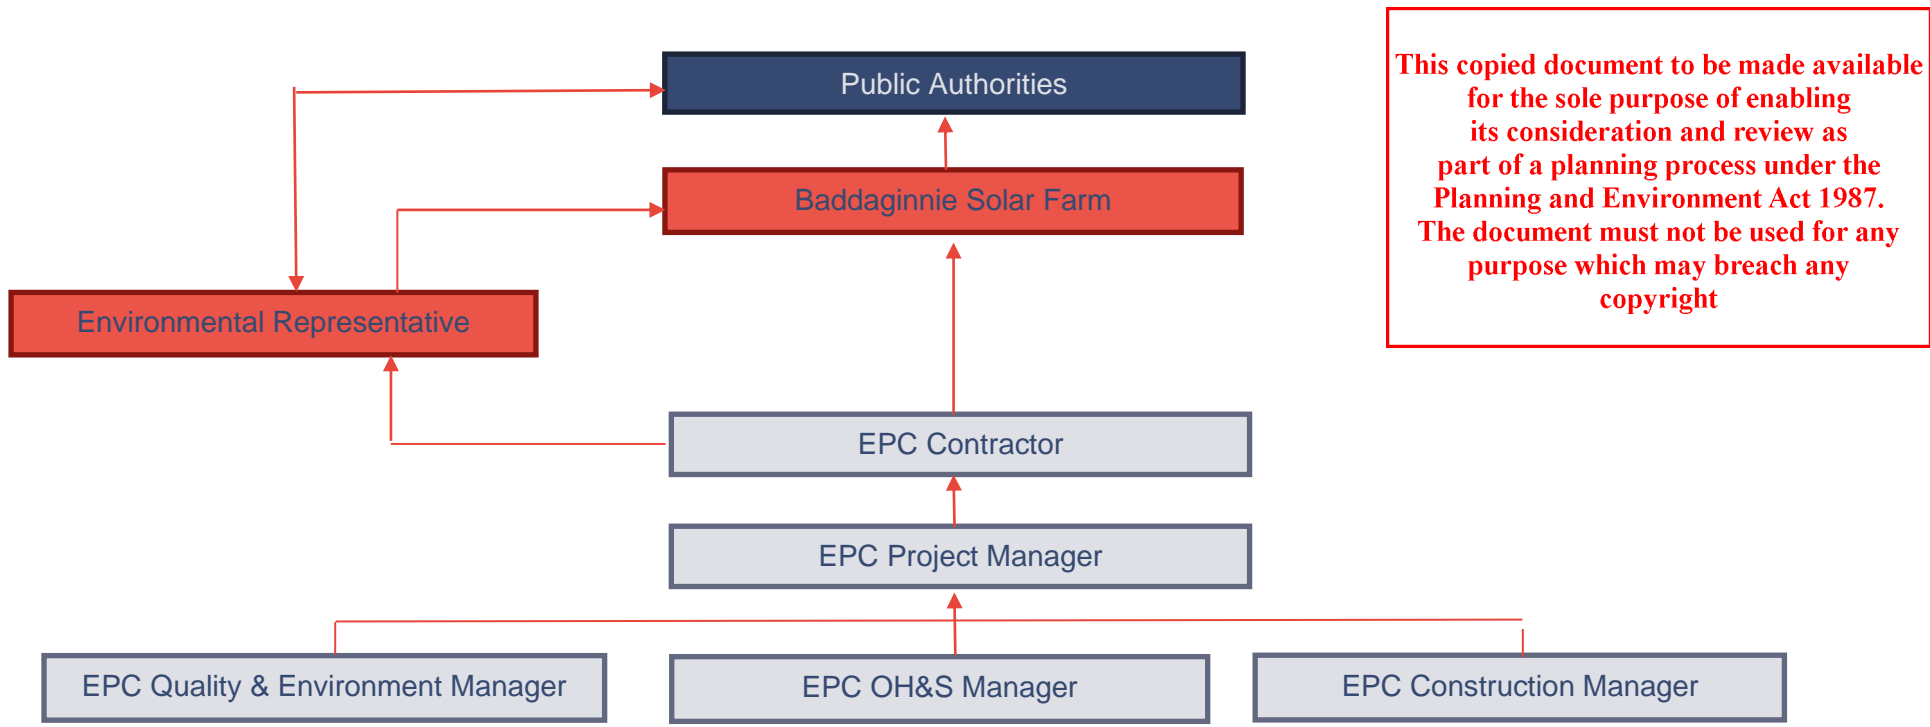 Public Authorities
This copied document to be made available
for the sole purpose of enabling
its consideration and review as
part of a planning process under the
Planning and Environment Act 1987.
The document must not be used for any
purpose which may breach any
copyright
Baddaginnie Solar Farm
Environmental Representative
EPC Contractor
EPC Project Manager
EPC Quality & Environment Manager
EPC OH&S Manager
EPC Construction Manager